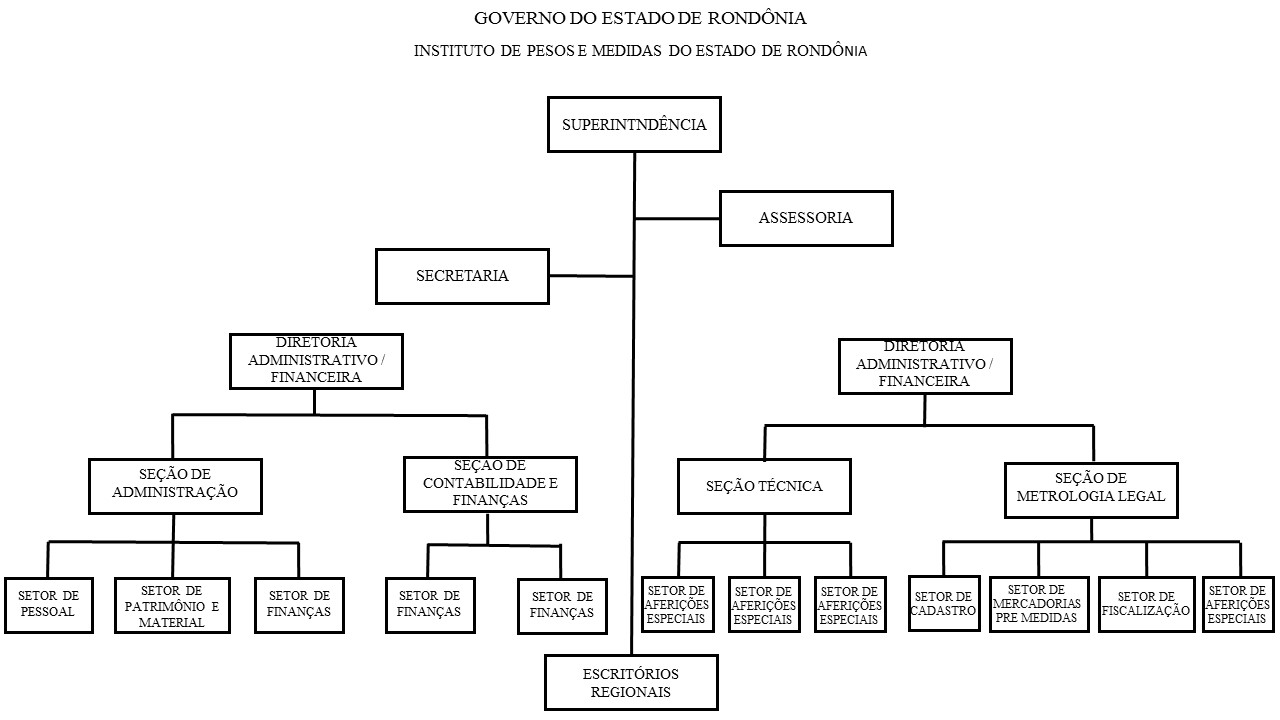 GOVERNO DO ESTADO DE RONDÔNIA
INSTITUTO DE PESOS E MEDIDAS DO ESTADO DE RONDÔNIA
SUPERINTNDÊNCIA
ASSESSORIA
SECRETARIA
DIRETORIA
ADMINISTRATIVO /
FINANCEIRA
DIRETORIA
ADMINISTRATIVO /
FINANCEIRA
SEÇÃO DE
ADMINISTRAÇÃO
SEÇAO DE
CONTABILIDADE E
FINANÇAS
SEÇÃO TÉCNICA
SEÇÃO DE
METROLOGIA LEGAL
SETOR DE
PESSOAL
SETOR DE
PATRIMÔNIO E
MATERIAL
SETOR DE
FINANÇAS
SETOR DE
FINANÇAS
SETOR DE
FINANÇAS
SETOR DE
AFERIÇÕES
ESPECIAIS
SETOR DE
AFERIÇÕES
ESPECIAIS
SETOR DE
AFERIÇÕES
ESPECIAIS
SETOR DE
CADASTRO
SETOR DE
MERCADORIAS
PRE MEDIDAS
SETOR DE
FISCALIZAÇÃO
SETOR DE
AFERIÇÕES
ESPECIAIS
ESCRITÓRIOS
REGIONAIS